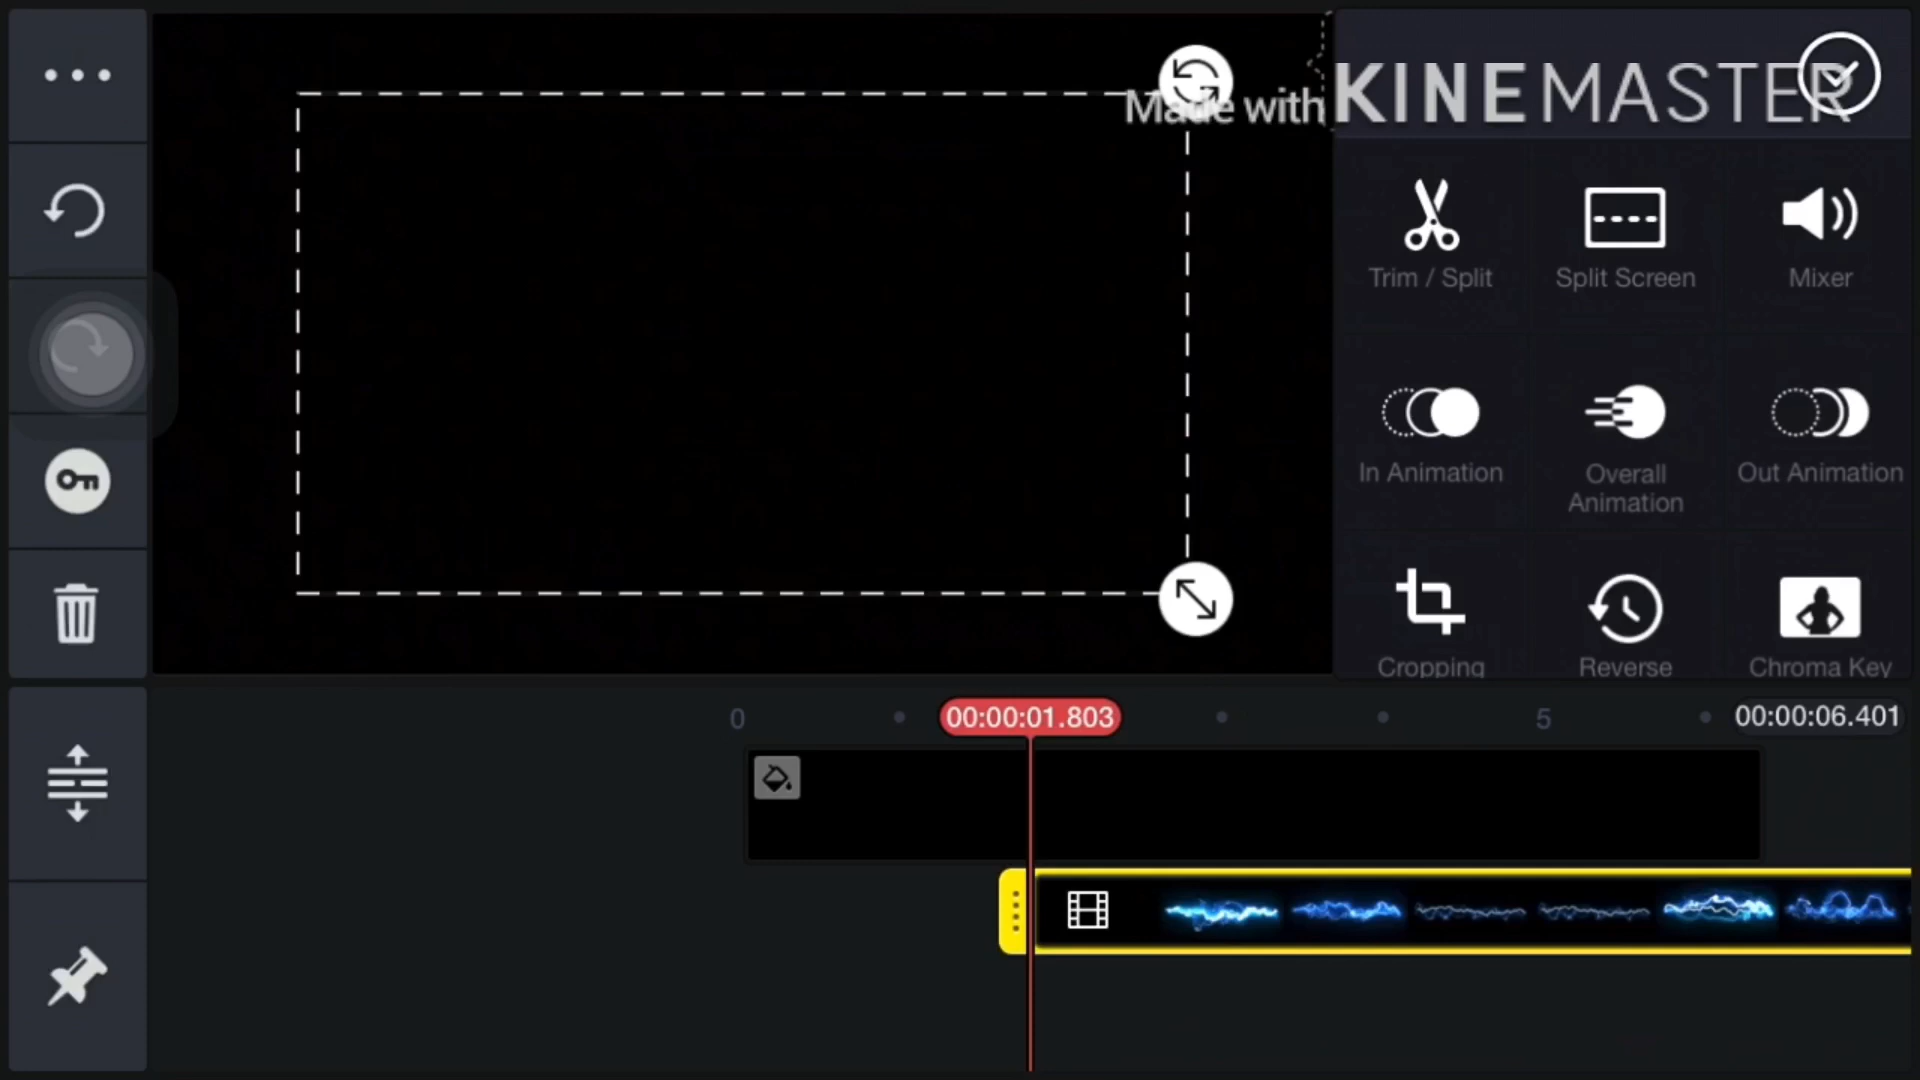 Made with KINEMASTER
Trim / Split
Split Screen
Mixer
In Animation
Overall
Animation
Out Animation
Cropping
Reverse
Chroma Key
0
00:00:01.803
5
00:00:06.401